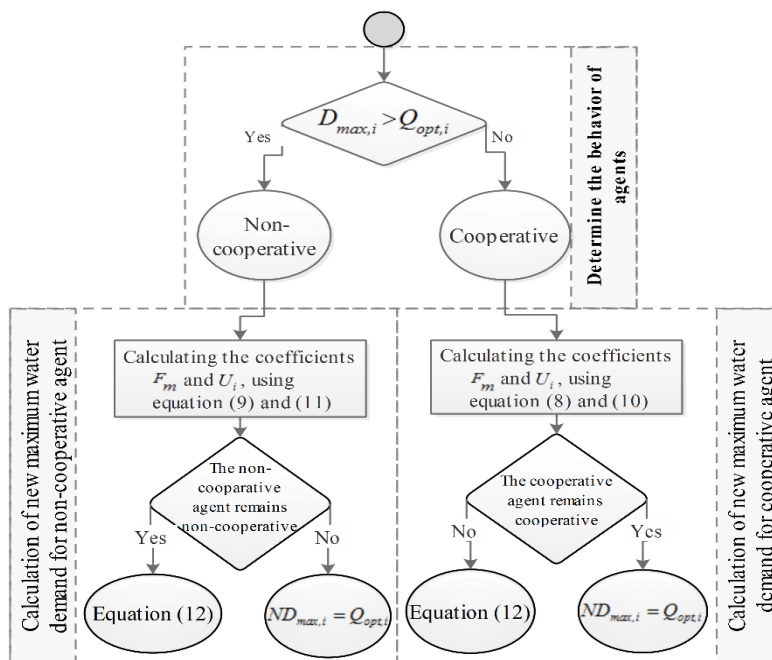 D_max,i > Q_opt,i
Yes
No
Determine the behavior of
agents
Non-
cooperative
Cooperative
Calculation of new maximum water
demand for non-cooperative agent
Calculating the coefficients
F_m and U_i, using
equation (9) and (11)
The non-
cooparative
agent remains
non-cooperative
Yes
No
Equation (12)
ND_max,i = Q_opt,i
Calculating the coefficients
F_m and U_i, using
equation (8) and (10)
The cooperative
agent remains
cooperative
No
Yes
Equation (12)
ND_max,i = Q_opt,i
Calculation of new maximum water
demand for cooperative agent